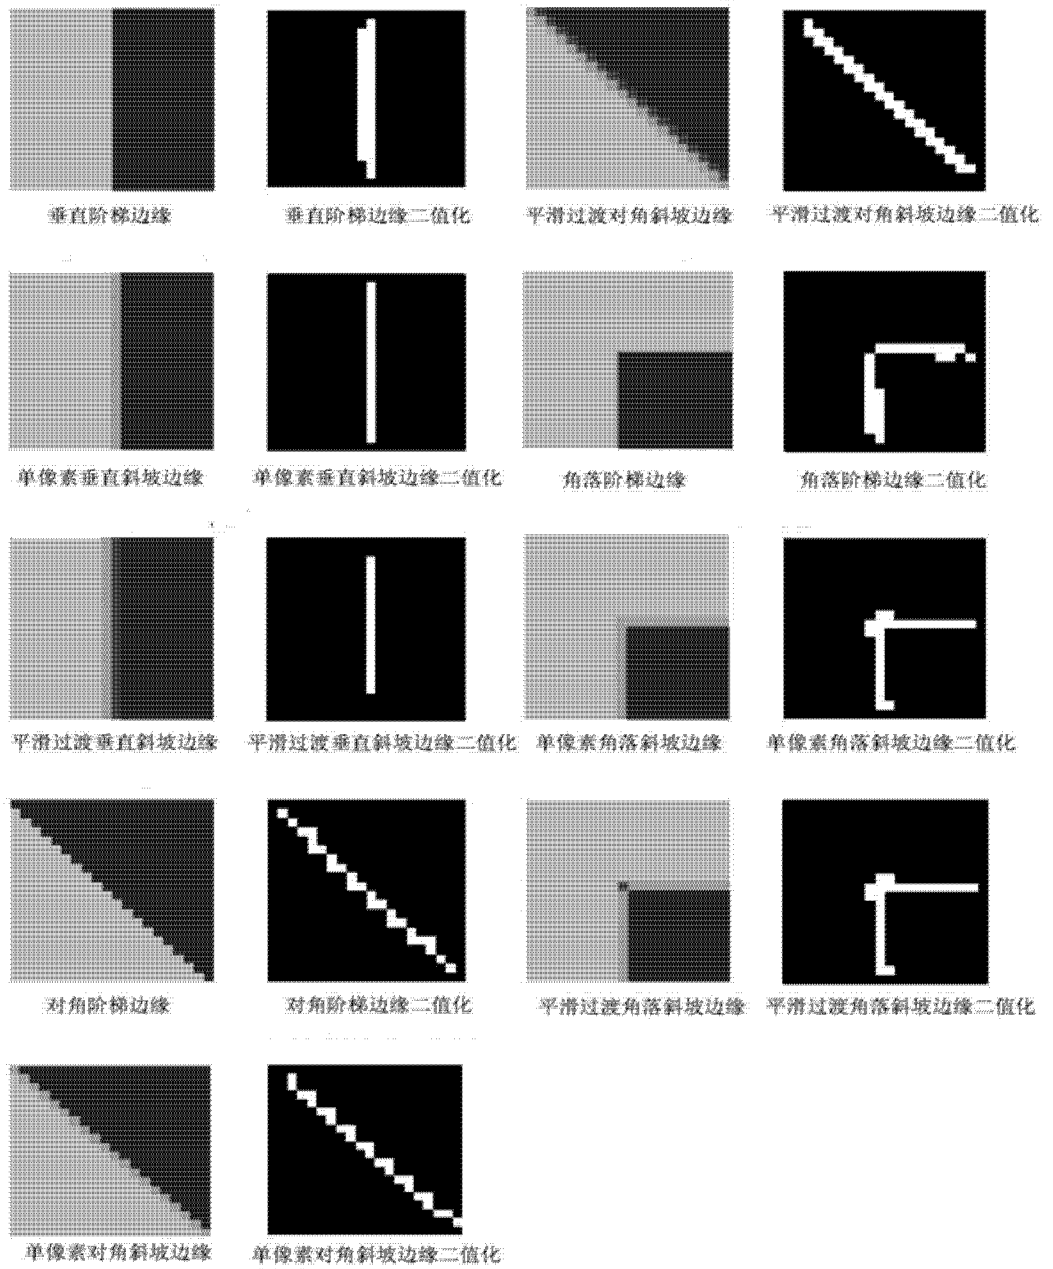 垂直阶梯边缘
垂直阶梯边缘二值化
平滑过渡对角斜坡边缘
平滑过渡对角斜坡边缘二值化
单像素垂直斜坡边缘
单像素垂直斜坡边缘二值化
角落阶梯边缘
角落阶梯边缘二值化
平滑过渡垂直斜坡边缘
平滑过渡垂直斜坡边缘二值化
单像素角落斜坡边缘
单像素角落斜坡边缘二值化
对角阶梯边缘
对角阶梯边缘二值化
平滑过渡角落斜坡边缘
平滑过渡角落斜坡边缘二值化
单像素对角斜坡边缘
单像素对角斜坡边缘二值化